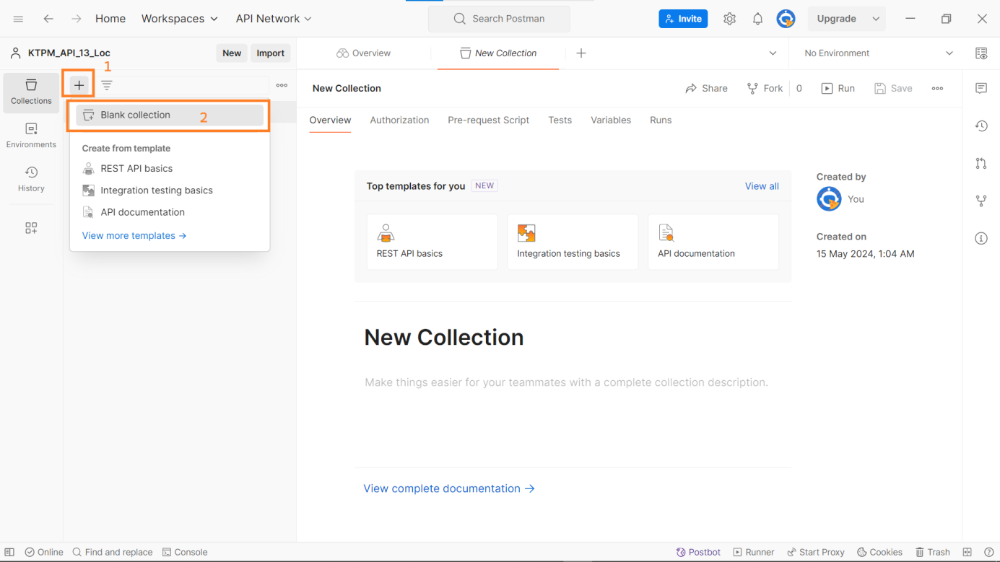 Home Workspaces API Network Search Postman Invite Upgrade
KTPM_API_13_Loc New Import Overview New Collection No Environment
1
Collections
New Collection Share Fork 0 Run Save
Blank collection 2
Overview Authorization Pre-request Script Tests Variables Runs
Environments
Create from template
REST API basics
Integration testing basics
API documentation
View more templates →
History
Top templates for you NEW View all
REST API basics Integration testing basics API documentation
Created by
You
Created on
15 May 2024, 1:04 AM
New Collection
Make things easier for your teammates with a complete collection description.
View complete documentation →
Online Find and replace Console Postbot Runner Start Proxy Cookies Trash